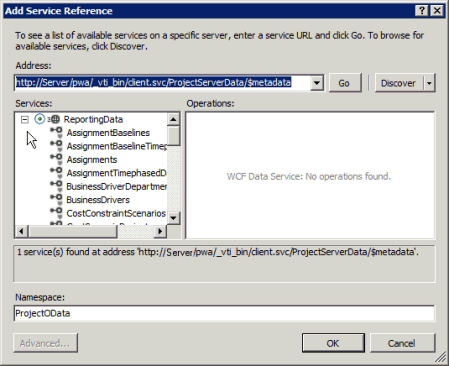 Add Service Reference
To see a list of available services on a specific server, enter a service URL and click Go. To browse for
available services, click Discover.
Address:
http://Server/pwa/_vti_bin/client.svc/ProjectServerData/$metadata
Go
Discover
Services:
Operations:
ReportingData
AssignmentBaselines
AssignmentBaselineTimep
Assignments
AssignmentTimephasedD
BusinessDriverDepartmer
BusinessDrivers
CostConstraintScenarios
WCF Data Service: No operations found.
1 service(s) found at address 'http://Server/pwa/_vti_bin/client.svc/ProjectServerData/$metadata'.
Namespace:
ProjectOData
Advanced...
OK
Cancel